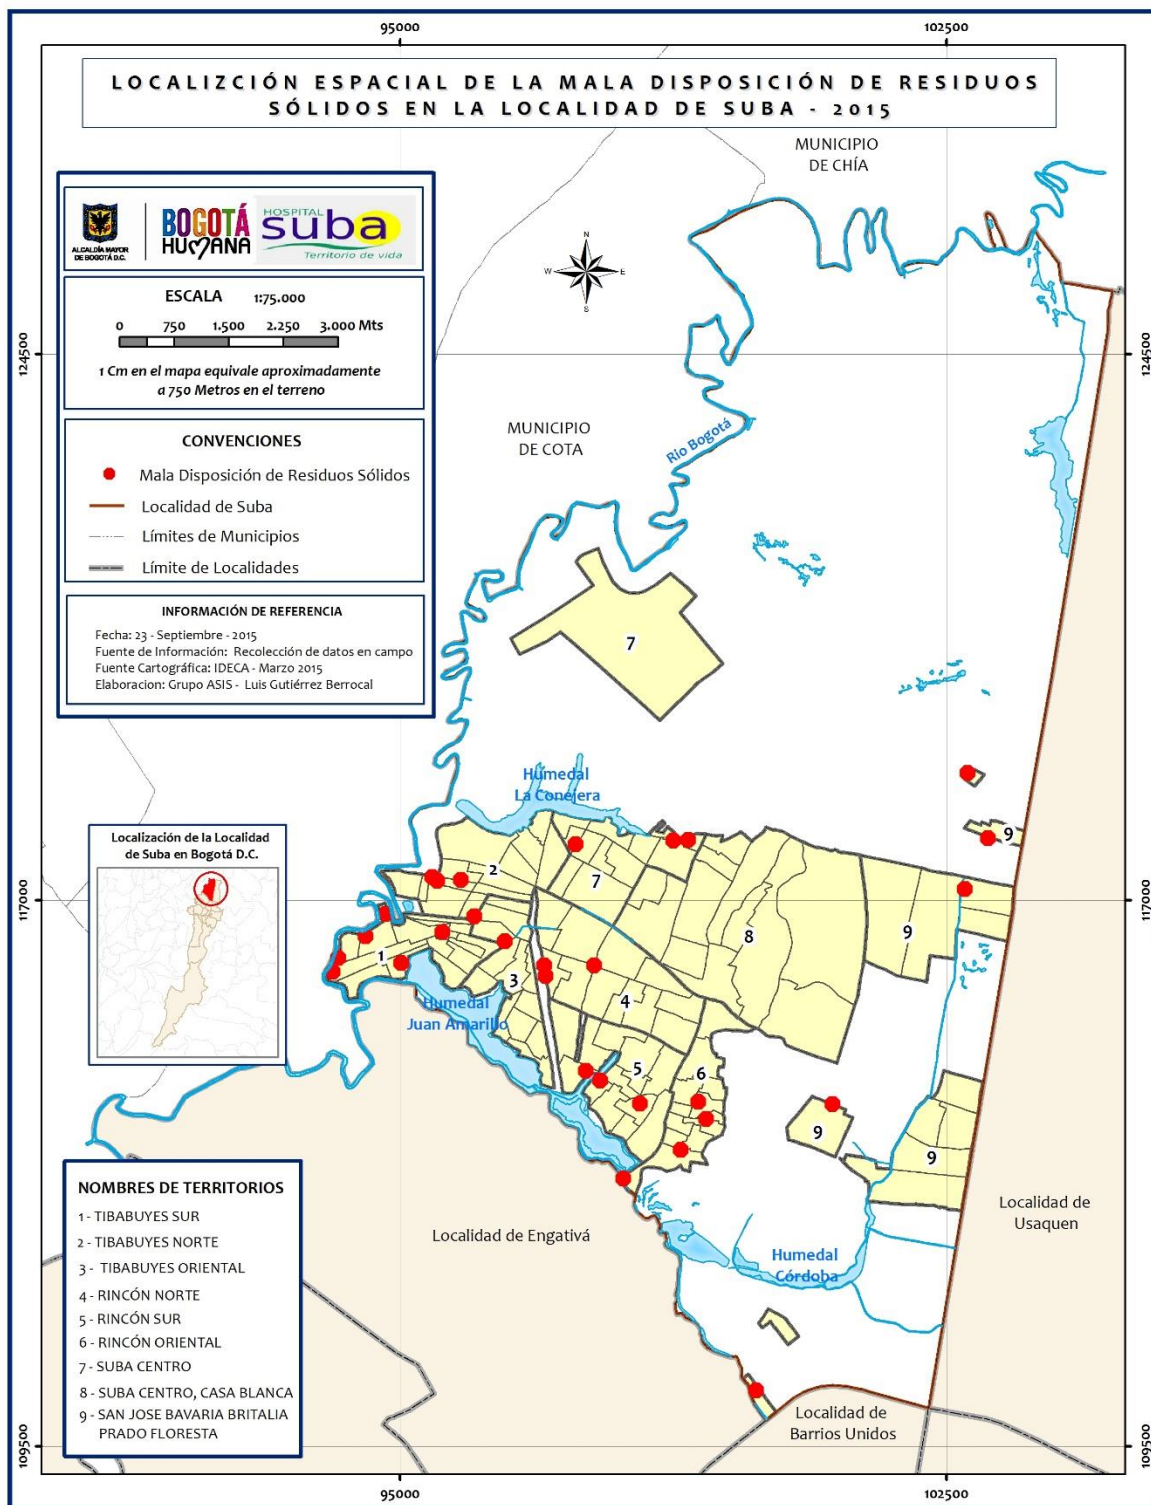 95000
102500
LOCALIZCIÓN ESPACIAL DE LA MALA DISPOSICIÓN DE RESIDUOS
SÓLIDOS EN LA LOCALIDAD DE SUBA - 2015
MUNICIPIO
DE CHÍA
ALCALDÍA MAYOR
DE BOGOTÁ D.C.
BOGOTÁ
HUMANA
HOSPITAL
suba
Territorio de vida
N
W
E
S
ESCALA 1:75.000
0 750 1.500 2.250 3.000 Mts
1 Cm en el mapa equivale aproximadamente
a 750 Metros en el terreno
124500
124500
MUNICIPIO
DE COTA
Rio Bogotá
CONVENCIONES
Mala Disposición de Residuos Sólidos
Localidad de Suba
Límites de Municipios
Límite de Localidades
INFORMACIÓN DE REFERENCIA
Fecha: 23 - Septiembre - 2015
Fuente de Información: Recolección de datos en campo
Fuente Cartográfica: IDECA - Marzo 2015
Elaboracion: Grupo ASIS - Luis Gutiérrez Berrocal
7
Humedal
La Conejera
Localización de la Localidad
de Suba en Bogotá D.C.
9
2
7
117000
117000
8
9
1
3
4
Humedal
Juan Amarillo
5
6
9
9
NOMBRES DE TERRITORIOS
1 - TIBABUYES SUR
2 - TIBABUYES NORTE
3 - TIBABUYES ORIENTAL
4 - RINCÓN NORTE
5 - RINCÓN SUR
6 - RINCÓN ORIENTAL
7 - SUBA CENTRO
8 - SUBA CENTRO, CASA BLANCA
9 - SAN JOSE BAVARIA BRITALIA
PRADO FLORESTA
Localidad de
Usaquen
Localidad de Engativá
Humedal
Córdoba
Localidad de
Barrios Unidos
109500
109500
95000
102500